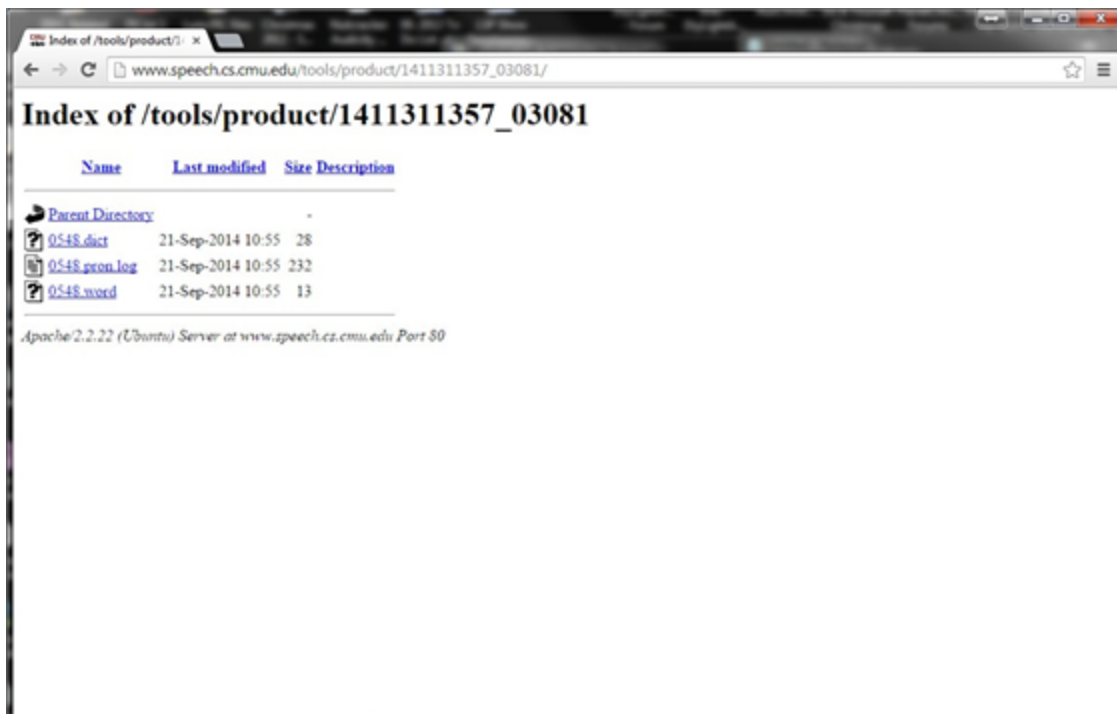 Index of /tools/product/1
www.speech.cs.cmu.edu/tools/product/1411311357_03081/
Index of /tools/product/1411311357_03081
Name Last modified Size Description
Parent Directory -
0548.dict 21-Sep-2014 10:55 28
0548.pron.log 21-Sep-2014 10:55 232
0548.word 21-Sep-2014 10:55 13
Apache/2.2.22 (Ubuntu) Server at www.speech.cs.cmu.edu Port 80